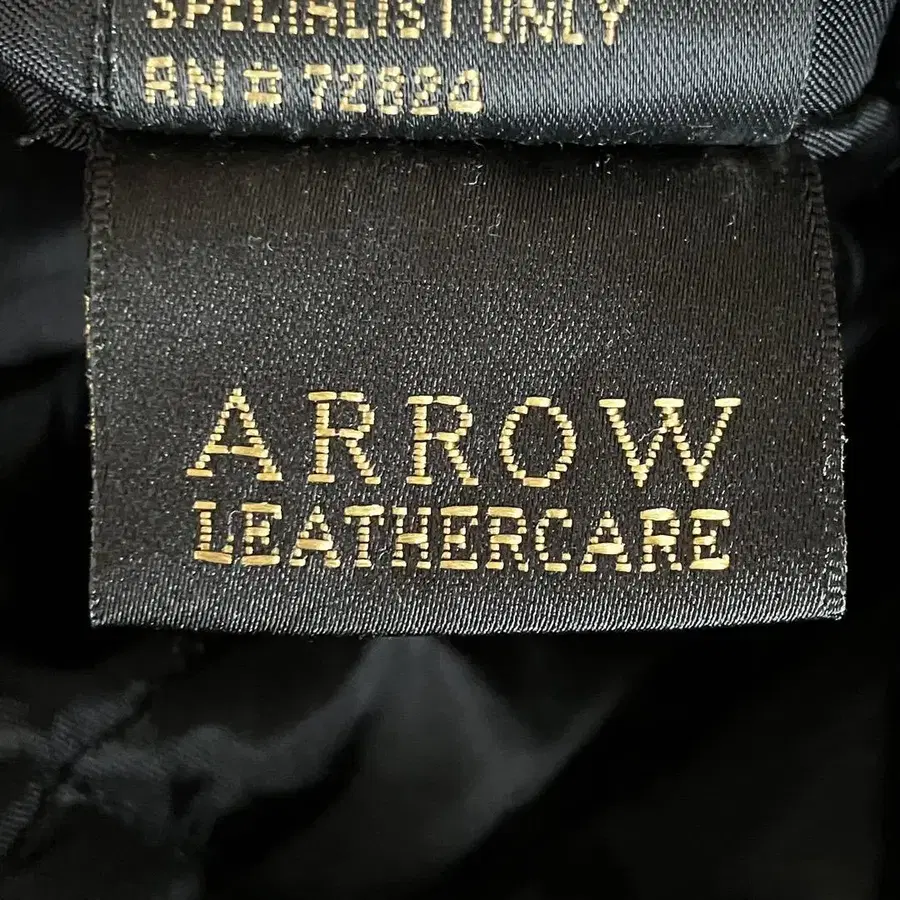 SPECIALIST ONLY
RN # 72824
ARROW
LEATHERCARE